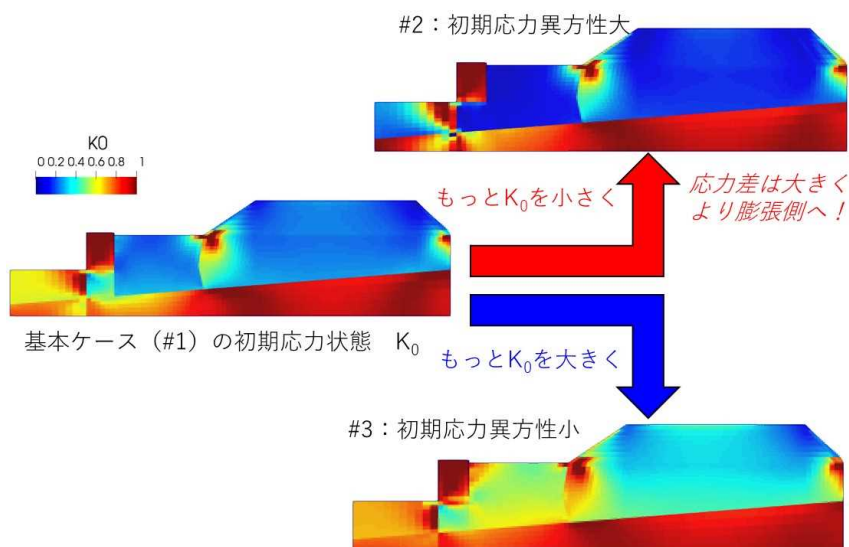 #2：初期応力異方性大
K0
0 0.2 0.4 0.6 0.8 1
もっとK₀を小さく
応力差は大きく
より膨張側へ！
基本ケース（#1）の初期応力状態 K₀
もっとK₀を大きく
#3：初期応力異方性小